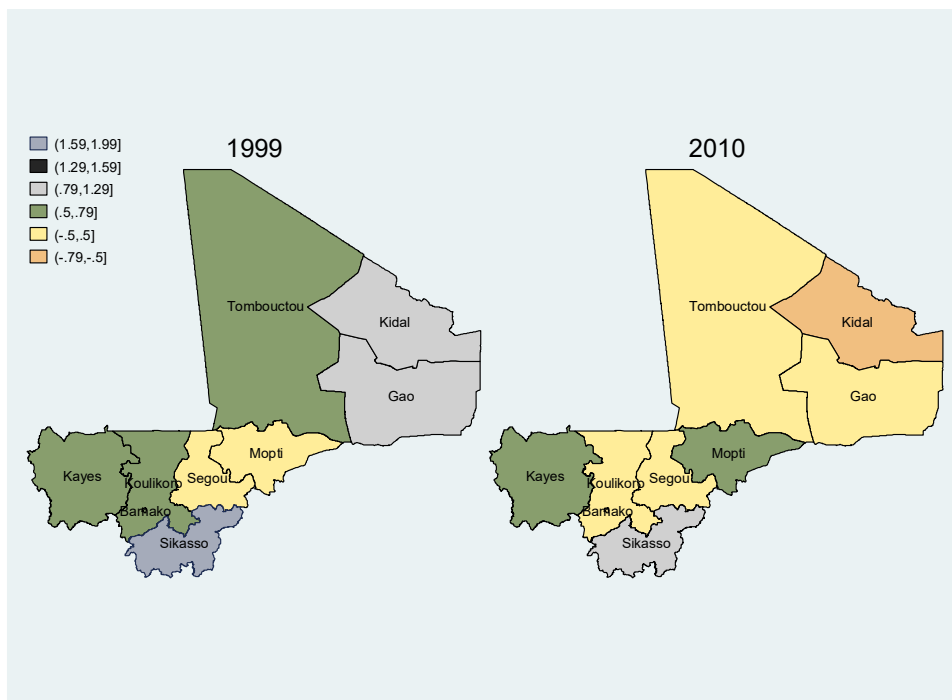 1999
2010
(1.59,1.99]
(1.29,1.59]
(.79,1.29]
(.5,.79]
(-.5,.5]
(-.79,-.5]
Tombouctou
Kidal
Gao
Mopti
Kayes
Koulikoro
Segou
Bamako
Sikasso
Tombouctou
Kidal
Gao
Mopti
Kayes
Koulikoro
Segou
Bamako
Sikasso